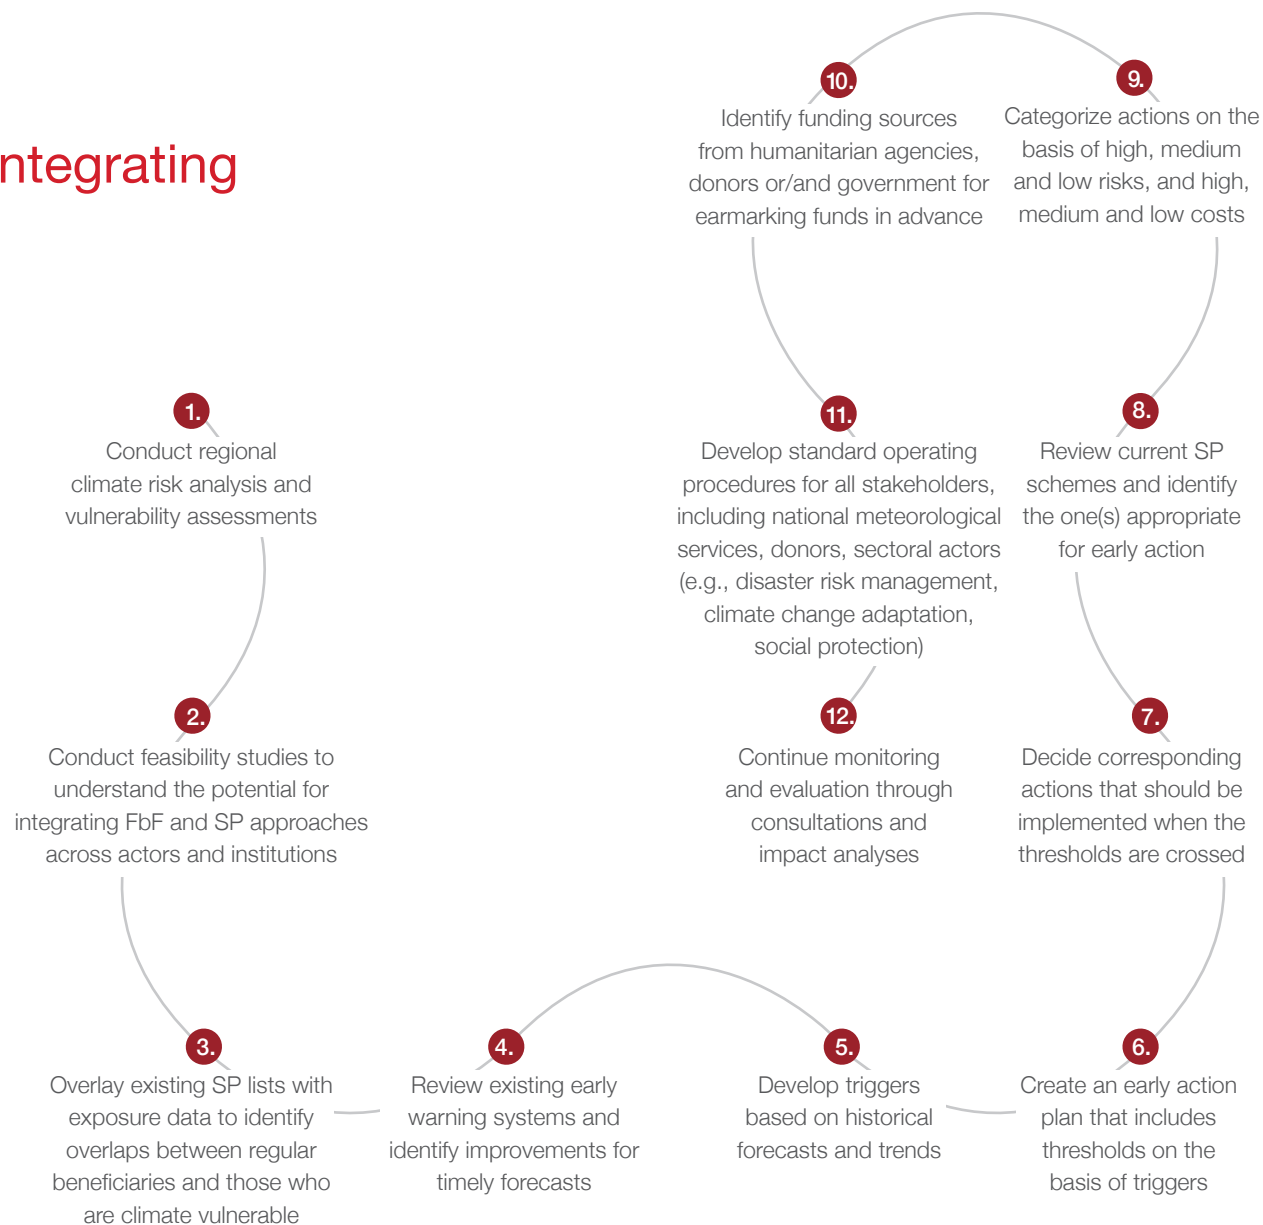 ntegrating
1.
Conduct regional
climate risk analysis and
vulnerability assessments
2.
Conduct feasibility studies to
understand the potential for
integrating FbF and SP approaches
across actors and institutions
3.
Overlay existing SP lists with
exposure data to identify
overlaps between regular
beneficiaries and those who
are climate vulnerable
4.
Review existing early
warning systems and
identify improvements for
timely forecasts
5.
Develop triggers
based on historical
forecasts and trends
6.
Create an early action
plan that includes
thresholds on the
basis of triggers
7.
Decide corresponding
actions that should be
implemented when the
thresholds are crossed
8.
Review current SP
schemes and identify
the one(s) appropriate
for early action
9.
Categorize actions on the
basis of high, medium
and low risks, and high,
medium and low costs
10.
Identify funding sources
from humanitarian agencies,
donors or/and government for
earmarking funds in advance
11.
Develop standard operating
procedures for all stakeholders,
including national meteorological
services, donors, sectoral actors
(e.g., disaster risk management,
climate change adaptation,
social protection)
12.
Continue monitoring
and evaluation through
consultations and
impact analyses